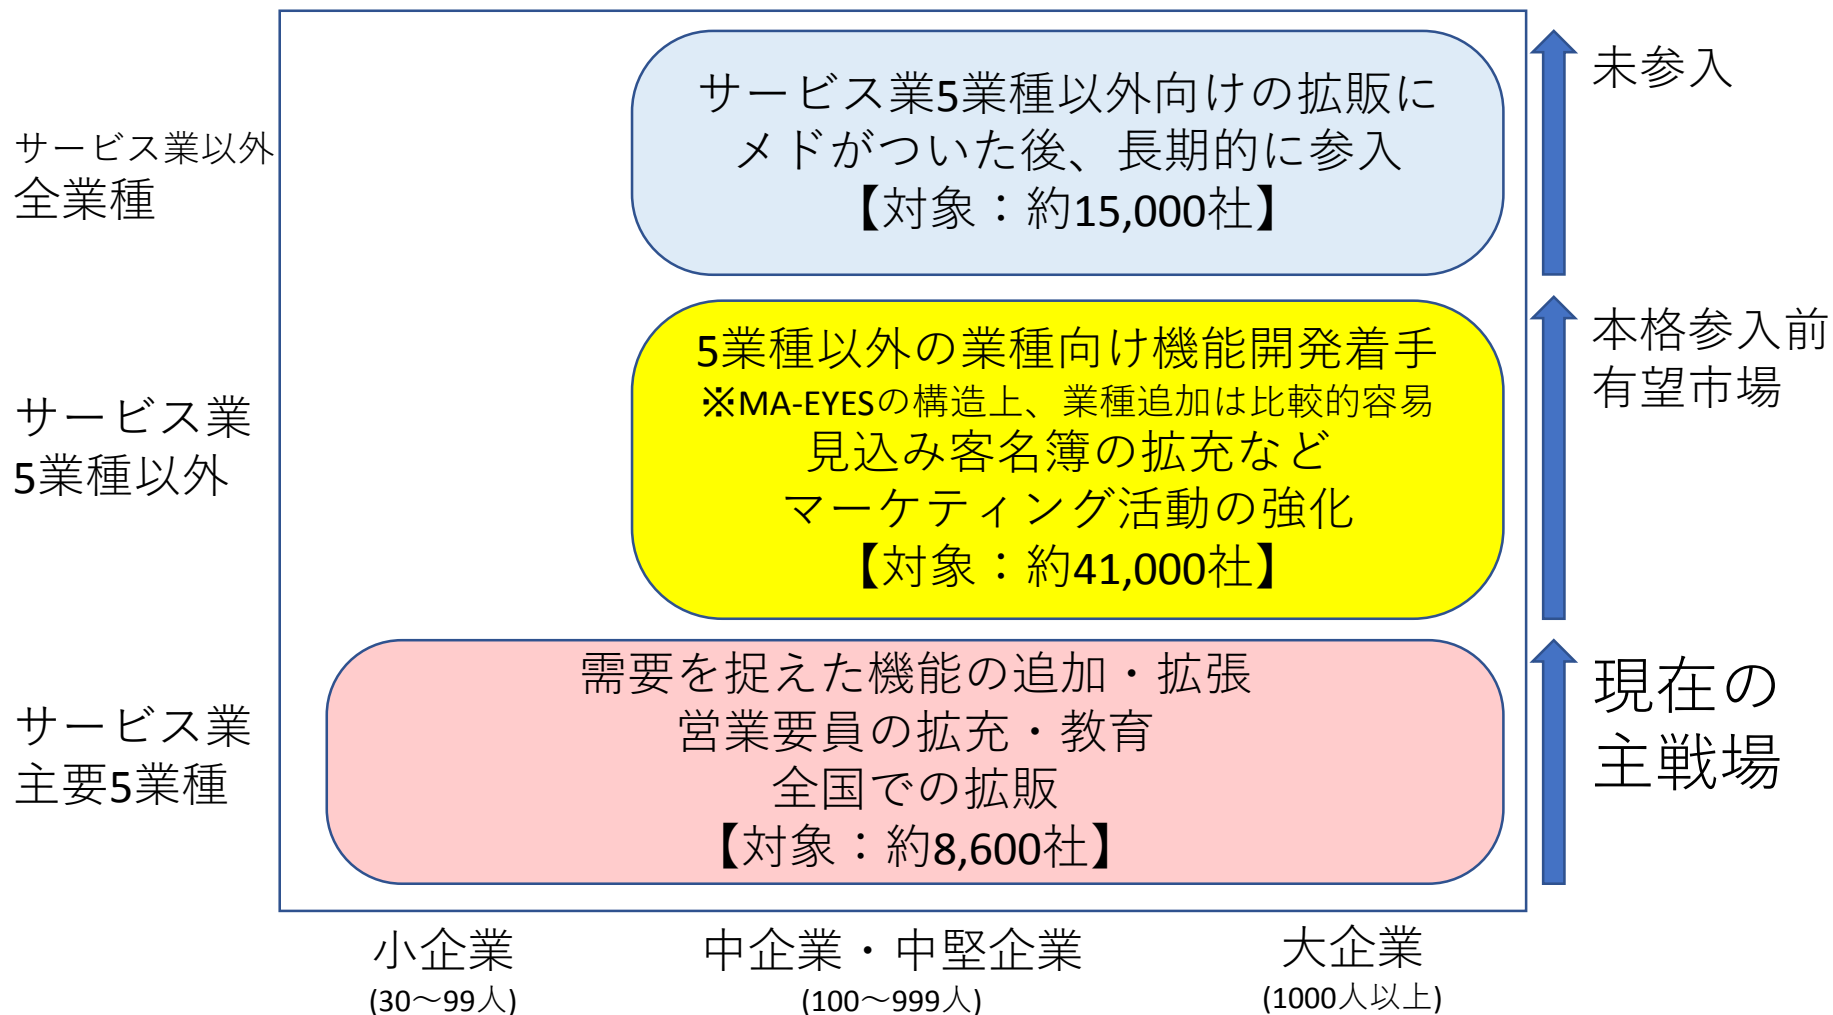 サービス業以外
全業種
サービス業5業種以外向けの拡販に
メドがついた後、長期的に参入
【対象：約15,000社】
未参入
サービス業
5業種以外
5業種以外の業種向け機能開発着手
※MA-EYESの構造上、業種追加は比較的容易
見込み客名簿の拡充など
マーケティング活動の強化
【対象：約41,000社】
本格参入前
有望市場
サービス業
主要5業種
需要を捉えた機能の追加・拡張
営業要員の拡充・教育
全国での拡販
【対象：約8,600社】
現在の
主戦場
小企業
(30～99人)
中企業・中堅企業
(100～999人)
大企業
(1000人以上)